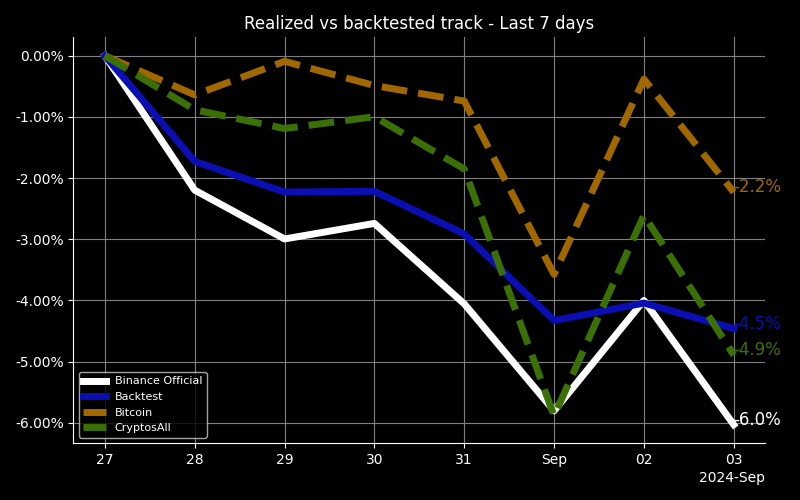 Realized vs backtested track - Last 7 days
0.00%
-1.00%
-2.00%
-3.00%
-4.00%
-5.00%
-6.00%
-2.2%
-4.5%
-4.9%
-6.0%
Binance Official
Backtest
Bitcoin
CryptosAll
27 28 29 30 31 Sep 02 03
2024-Sep